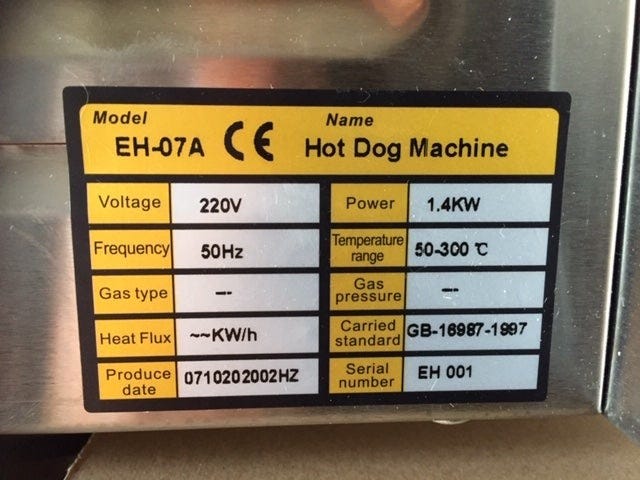 Model Name
EH-07A CE Hot Dog Machine
Voltage 220V Power 1.4KW
Frequency 50Hz Temperature range 50-300 ℃
Gas type --- Gas pressure ---
Heat Flux ~~KW/h Carried standard GB-16987-1997
Produce date 0710202002HZ Serial number EH 001